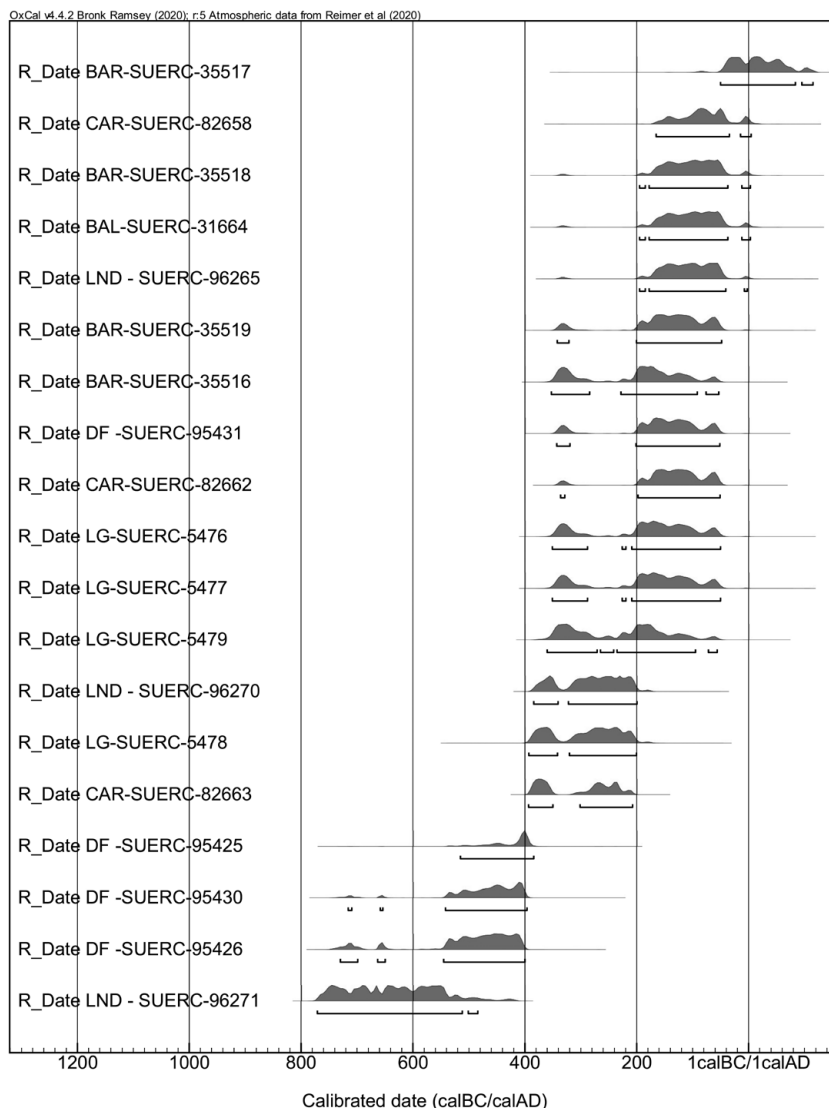 OxCal v4.4.2 Bronk Ramsey (2020); r:5 Atmospheric data from Reimer et al (2020)
R_Date BAR-SUERC-35517
R_Date CAR-SUERC-82658
R_Date BAR-SUERC-35518
R_Date BAL-SUERC-31664
R_Date LND - SUERC-96265
R_Date BAR-SUERC-35519
R_Date BAR-SUERC-35516
R_Date DF -SUERC-95431
R_Date CAR-SUERC-82662
R_Date LG-SUERC-5476
R_Date LG-SUERC-5477
R_Date LG-SUERC-5479
R_Date LND - SUERC-96270
R_Date LG-SUERC-5478
R_Date CAR-SUERC-82663
R_Date DF -SUERC-95425
R_Date DF -SUERC-95430
R_Date DF -SUERC-95426
R_Date LND - SUERC-96271
1200 1000 800 600 400 200 1calBC/1calAD
Calibrated date (calBC/calAD)